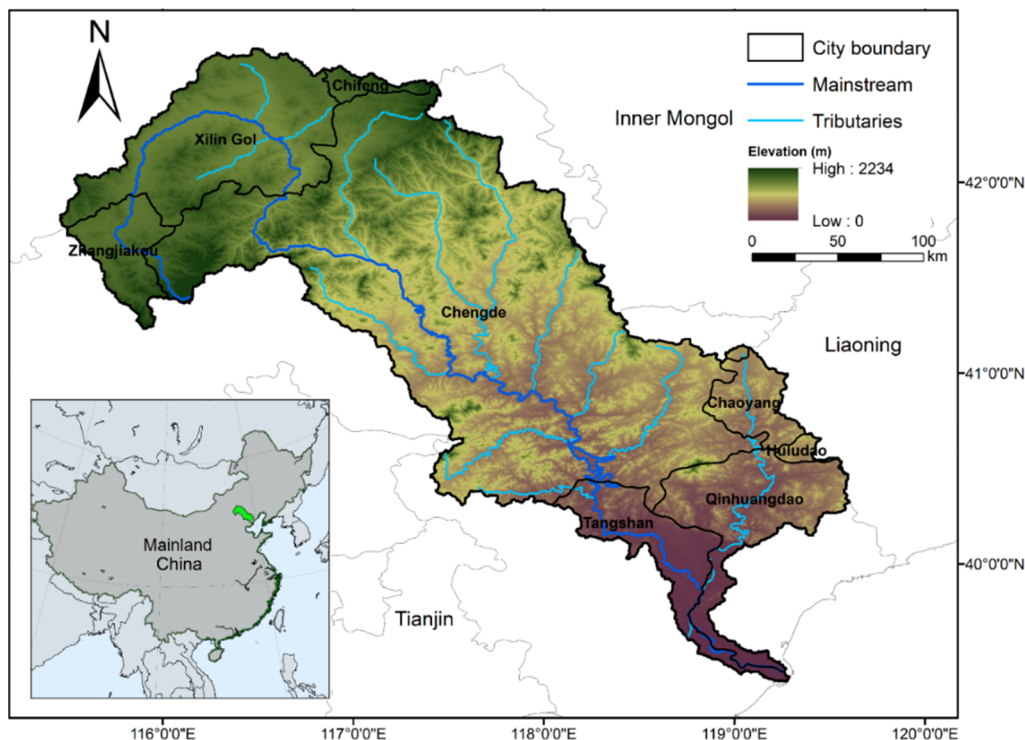 N
City boundary
Mainstream
Tributaries
Elevation (m)
High : 2234
Low : 0
0 50 100
km
Inner Mongol
Chifeng
Xilin Gol
Zhangjiakou
Chengde
Liaoning
Chaoyang
Huludao
Qinhuangdao
Tangshan
Tianjin
Mainland
China
42°0'0"N
41°0'0"N
40°0'0"N
116°0'0"E
117°0'0"E
118°0'0"E
119°0'0"E
120°0'0"E